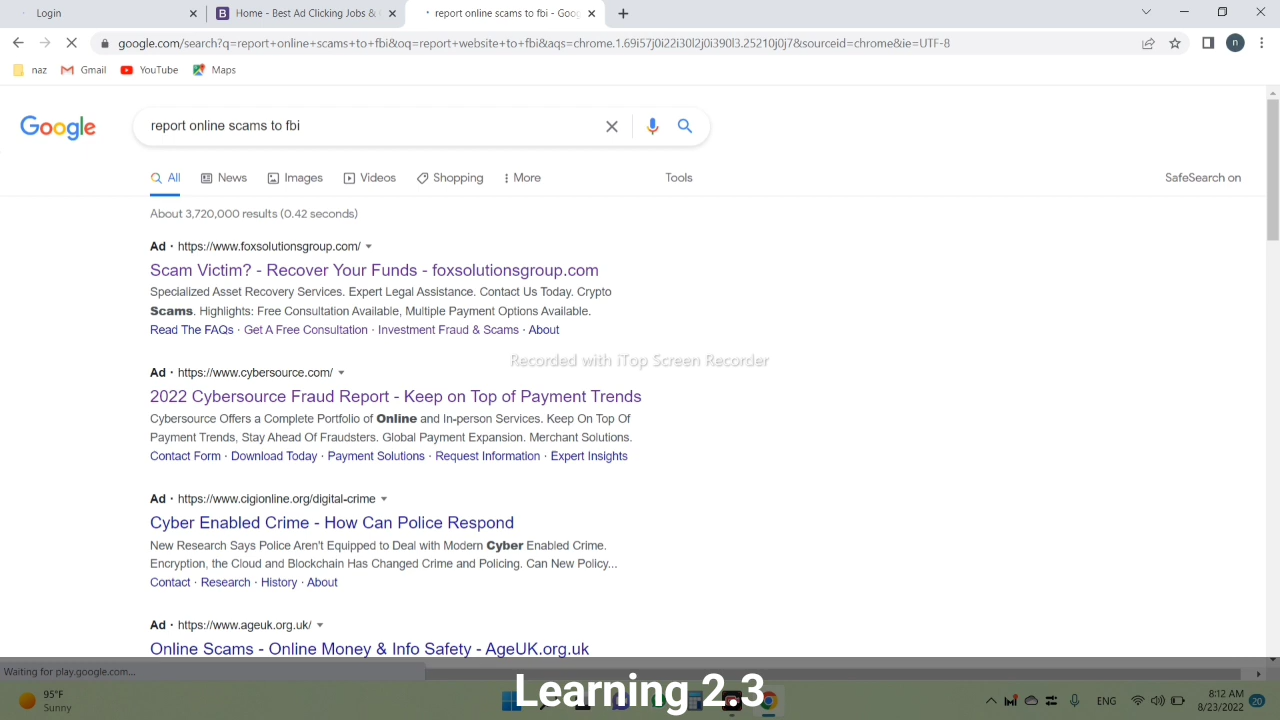 Login
Home - Best Ad Clicking Jobs &
report online scams to fbi - Goog
google.com/search?q=report+online+scams+to+fbi&oq=report+website+to+fbi&aqs=chrome.1.69i57j0i22i30l2j0i390l3.25210j0j7&sourceid=chrome&ie=UTF-8
n
naz
Gmail
YouTube
Maps
Google
report online scams to fbi
All
News
Images
Videos
Shopping
More
Tools
SafeSearch on
About 3,720,000 results (0.42 seconds)
Ad · https://www.foxsolutionsgroup.com/
Scam Victim? - Recover Your Funds - foxsolutionsgroup.com
Specialized Asset Recovery Services. Expert Legal Assistance. Contact Us Today. Crypto
Scams. Highlights: Free Consultation Available, Multiple Payment Options Available.
Read The FAQs · Get A Free Consultation · Investment Fraud & Scams · About
Recorded with iTop Screen Recorder
Ad · https://www.cybersource.com/
2022 Cybersource Fraud Report - Keep on Top of Payment Trends
Cybersource Offers a Complete Portfolio of Online and In-person Services. Keep On Top Of
Payment Trends, Stay Ahead Of Fraudsters. Global Payment Expansion. Merchant Solutions.
Contact Form · Download Today · Payment Solutions · Request Information · Expert Insights
Ad · https://www.cigionline.org/digital-crime
Cyber Enabled Crime - How Can Police Respond
New Research Says Police Aren't Equipped to Deal with Modern Cyber Enabled Crime.
Encryption, the Cloud and Blockchain Has Changed Crime and Policing. Can New Policy...
Contact · Research · History · About
Ad · https://www.ageuk.org.uk/
Online Scams - Online Money & Info Safety - AgeUK.org.uk
Waiting for play.google.com...
Learning 2.3
95°F
Sunny
ENG
8:12 AM
8/23/2022
20